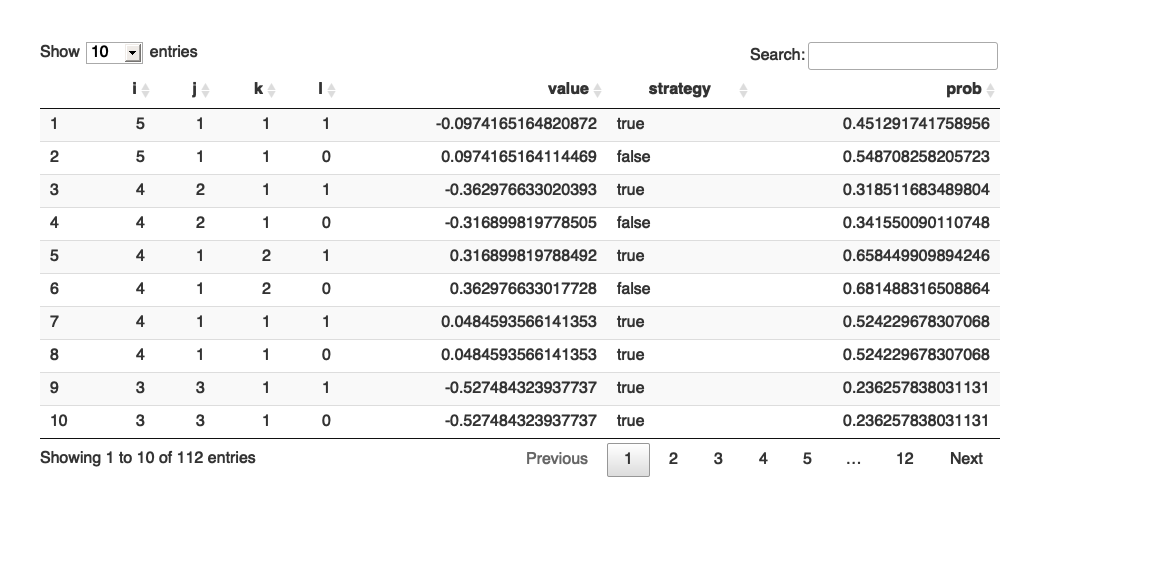 Show 10 entries
Search:
i j k l value strategy prob
1 5 1 1 1 -0.0974165164820872 true 0.451291741758956
2 5 1 1 0 0.0974165164114469 false 0.548708258205723
3 4 2 1 1 -0.362976633020393 true 0.318511683489804
4 4 2 1 0 -0.316899819778505 false 0.341550090110748
5 4 1 2 1 0.316899819788492 true 0.658449909894246
6 4 1 2 0 0.362976633017728 false 0.681488316508864
7 4 1 1 1 0.0484593566141353 true 0.524229678307068
8 4 1 1 0 0.0484593566141353 true 0.524229678307068
9 3 3 1 1 -0.527484323937737 true 0.236257838031131
10 3 3 1 0 -0.527484323937737 true 0.236257838031131
Showing 1 to 10 of 112 entries
Previous 1 2 3 4 5 … 12 Next